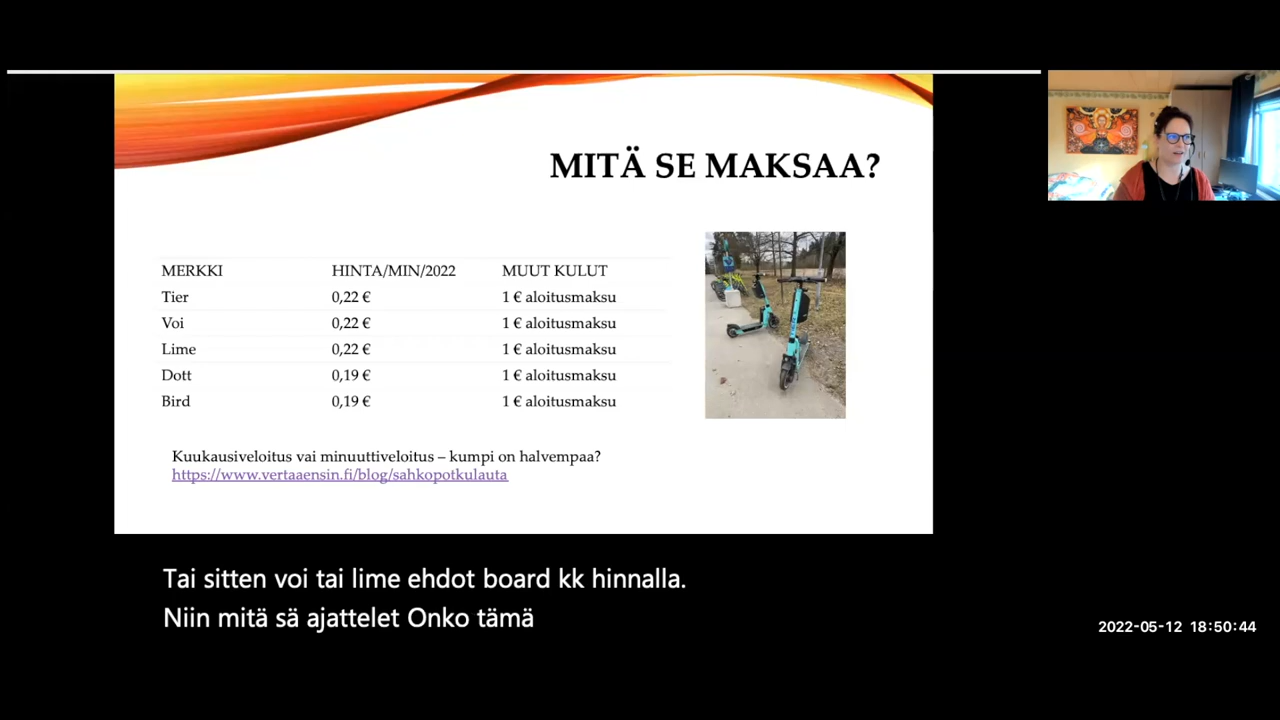 MITÄ SE MAKSAA?
MERKKI HINTA/MIN/2022 MUUT KULUT
Tier 0,22 € 1 € aloitusmaksu
Voi 0,22 € 1 € aloitusmaksu
Lime 0,22 € 1 € aloitusmaksu
Dott 0,19 € 1 € aloitusmaksu
Bird 0,19 € 1 € aloitusmaksu
Kuukausiveloitus vai minuuttiveloitus – kumpi on halvempaa?
https://www.vertaaensin.fi/blog/sahkopotkulauta
Tai sitten voi tai lime ehdot board kk hinnalla.
Niin mitä sä ajattelet Onko tämä
2022-05-12 18:50:44